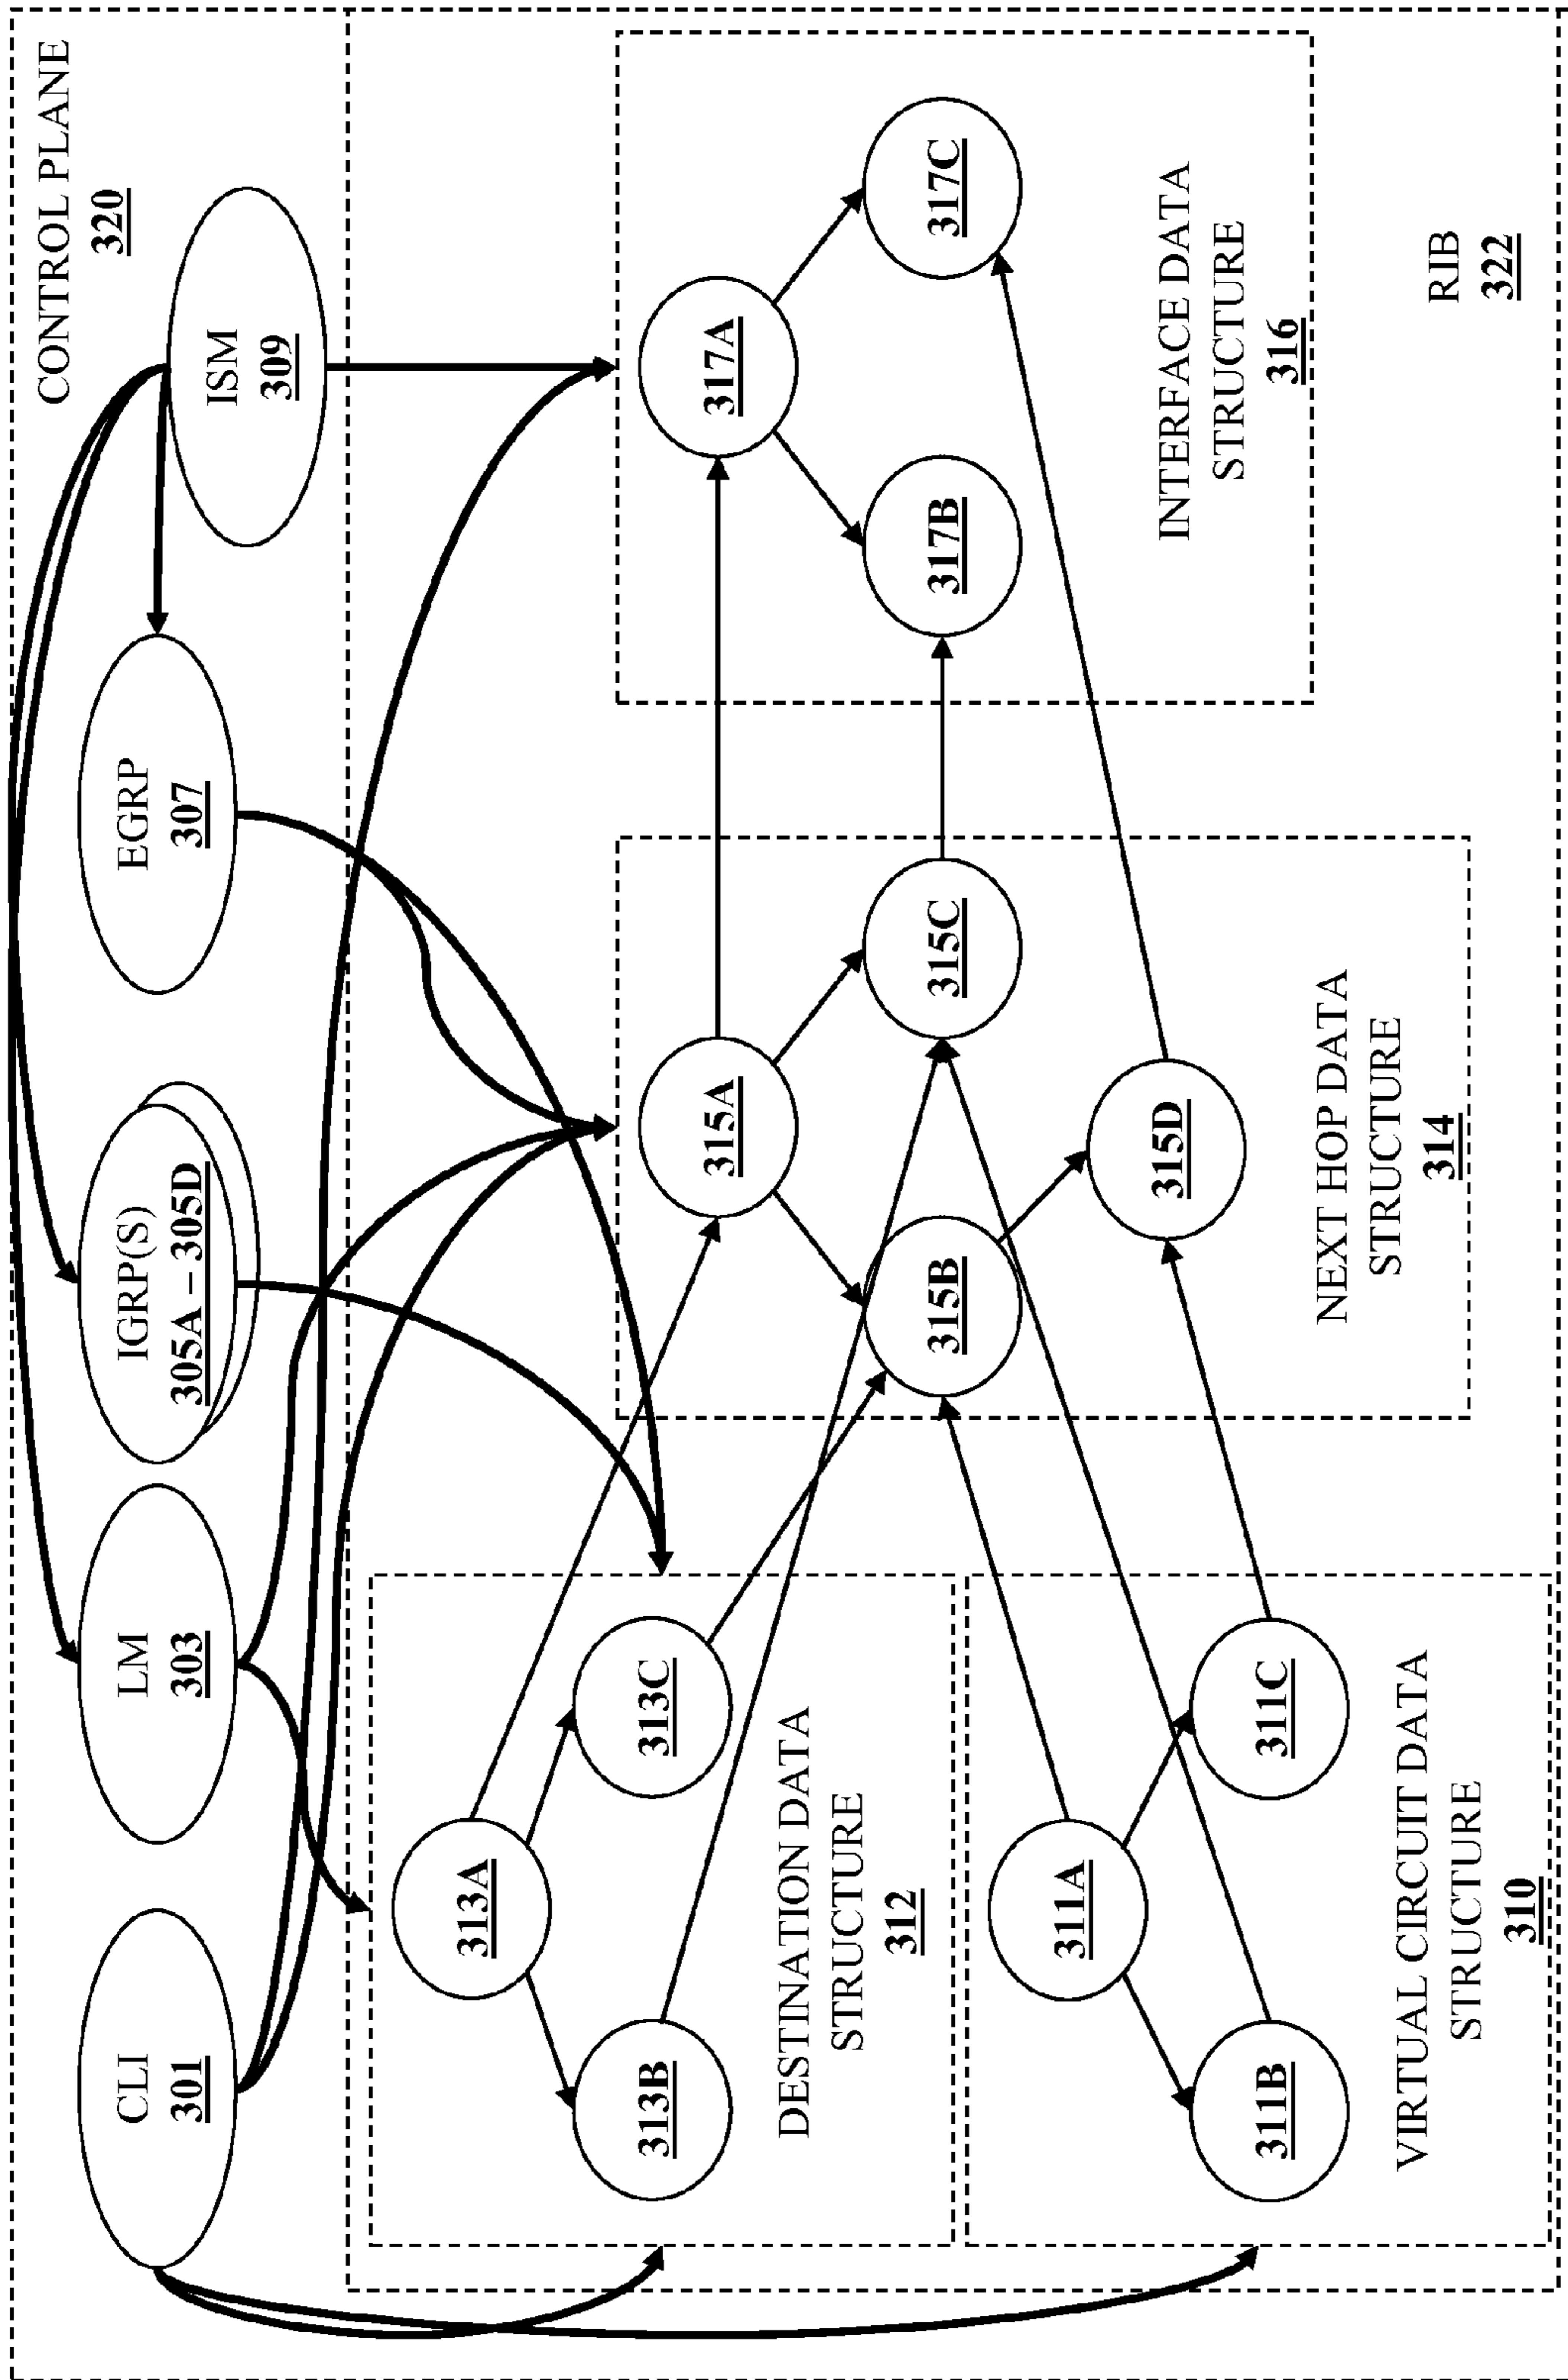 CONTROL PLANE
320
CLI
301
LM
303
IGRP(S)
305A – 305D
EGRP
307
ISM
309
313A
313B
313C
DESTINATION DATA
STRUCTURE
312
311A
311B
311C
VIRTUAL CIRCUIT DATA
STRUCTURE
310
315A
315B
315C
315D
NEXT HOP DATA
STRUCTURE
314
317A
317B
317C
INTERFACE DATA
STRUCTURE
316
RIB
322